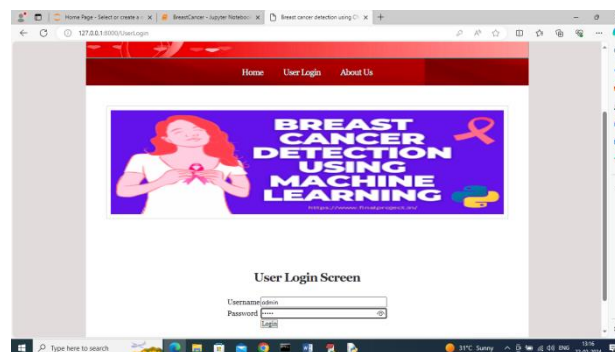 Home Page - Select or create a n
BreastCancer - Jupyter Notebook
Breast cancer detection using C
127.0.0.1:8000/UserLogin
Home User Login About Us
BREAST
CANCER
DETECTION
USING
MACHINE
LEARNING
User Login Screen
Username admin
Password •••••
Login
Type here to search
31°C Sunny
ENG
13:16